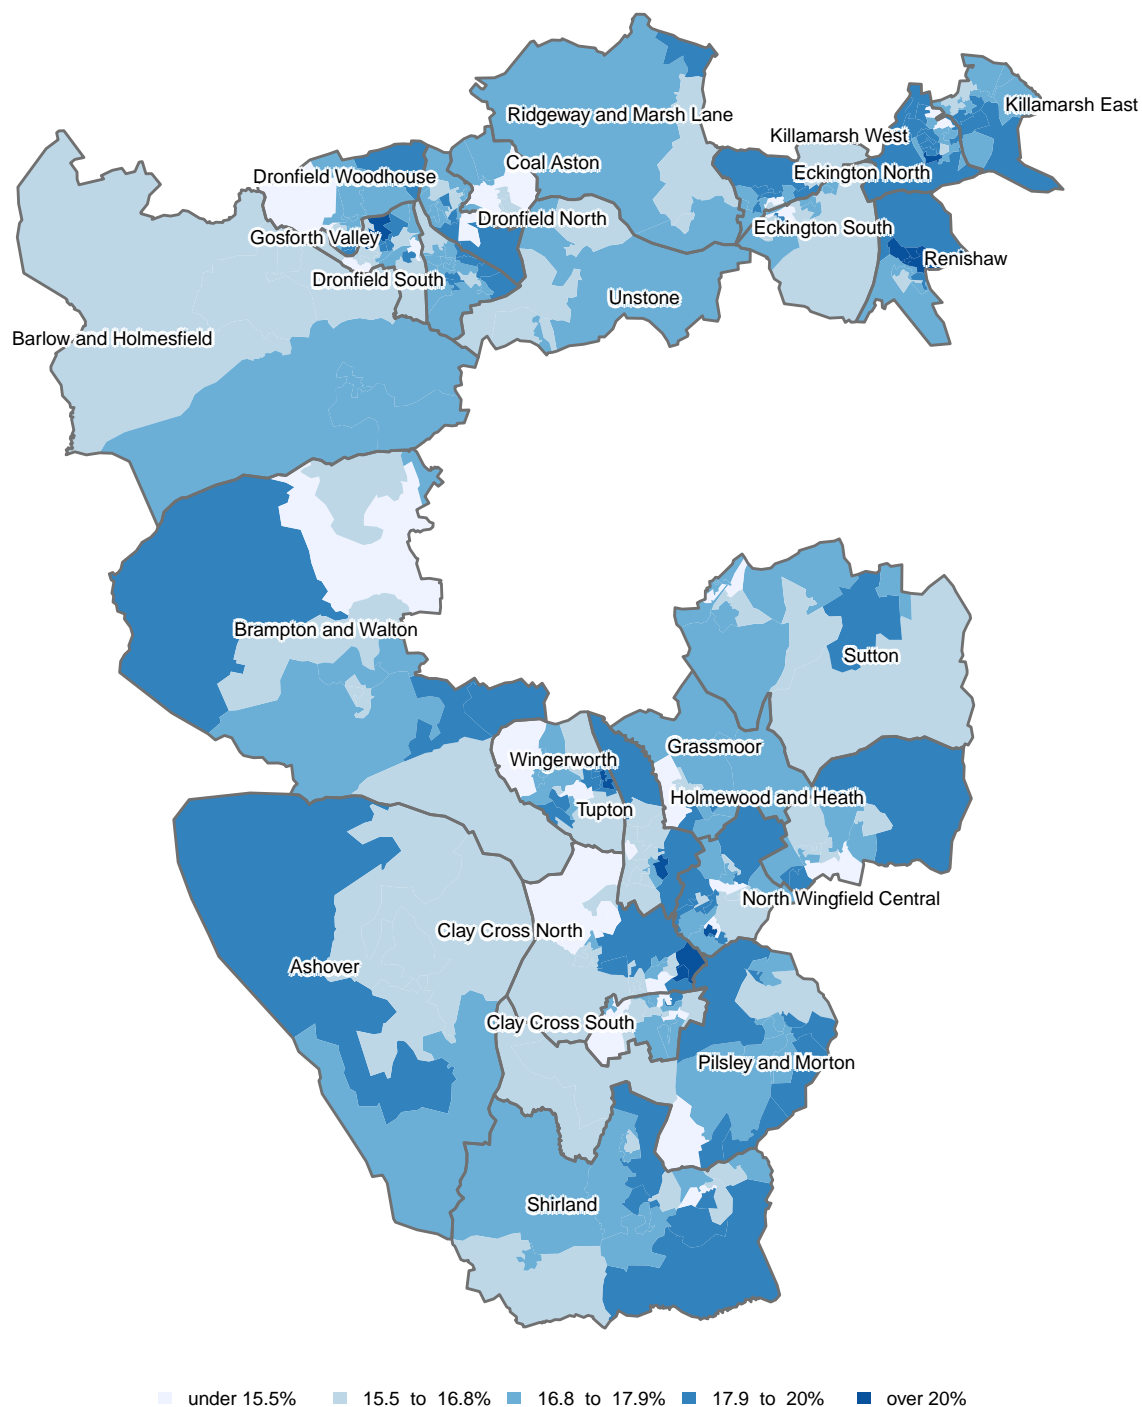 Killamarsh East
Ridgeway and Marsh Lane
Killamarsh West
Coal Aston
Eckington North
Dronfield Woodhouse
Dronfield North
Eckington South
Gosforth Valley
Renishaw
Dronfield South
Unstone
Barlow and Holmesfield
Brampton and Walton
Sutton
Grassmoor
Wingerworth
Holmewood and Heath
Tupton
North Wingfield Central
Clay Cross North
Ashover
Clay Cross South
Pilsley and Morton
Shirland
under 15.5% 15.5 to 16.8% 16.8 to 17.9% 17.9 to 20% over 20%